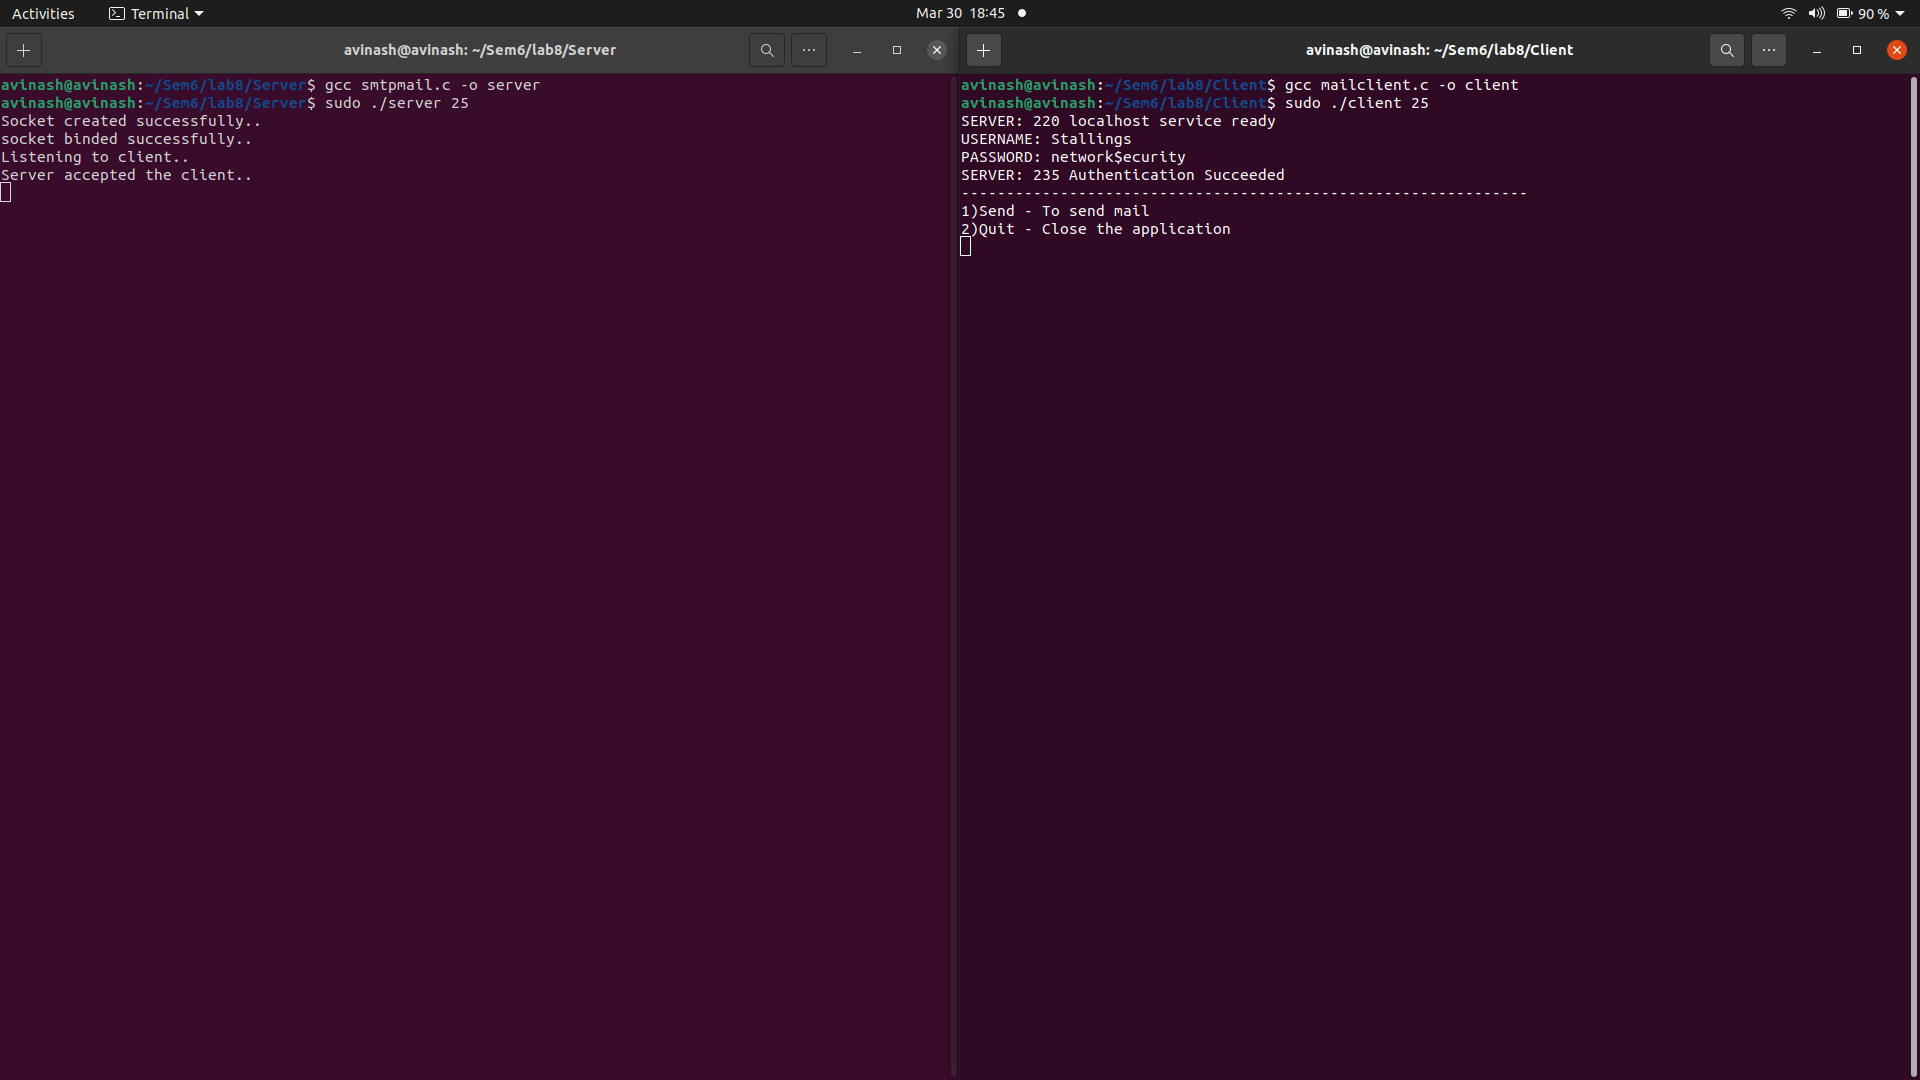 Activities
Terminal
Mar 30 18:45
90 %
avinash@avinash: ~/Sem6/lab8/Server
avinash@avinash:~/Sem6/lab8/Server$ gcc smtpmail.c -o server
avinash@avinash:~/Sem6/lab8/Server$ sudo ./server 25
Socket created successfully..
socket binded successfully..
Listening to client..
Server accepted the client..
avinash@avinash: ~/Sem6/lab8/Client
avinash@avinash:~/Sem6/lab8/Client$ gcc mailclient.c -o client
avinash@avinash:~/Sem6/lab8/Client$ sudo ./client 25
SERVER: 220 localhost service ready
USERNAME: Stallings
PASSWORD: network$ecurity
SERVER: 235 Authentication Succeeded
---------------------------------------------------------------
1)Send - To send mail
2)Quit - Close the application